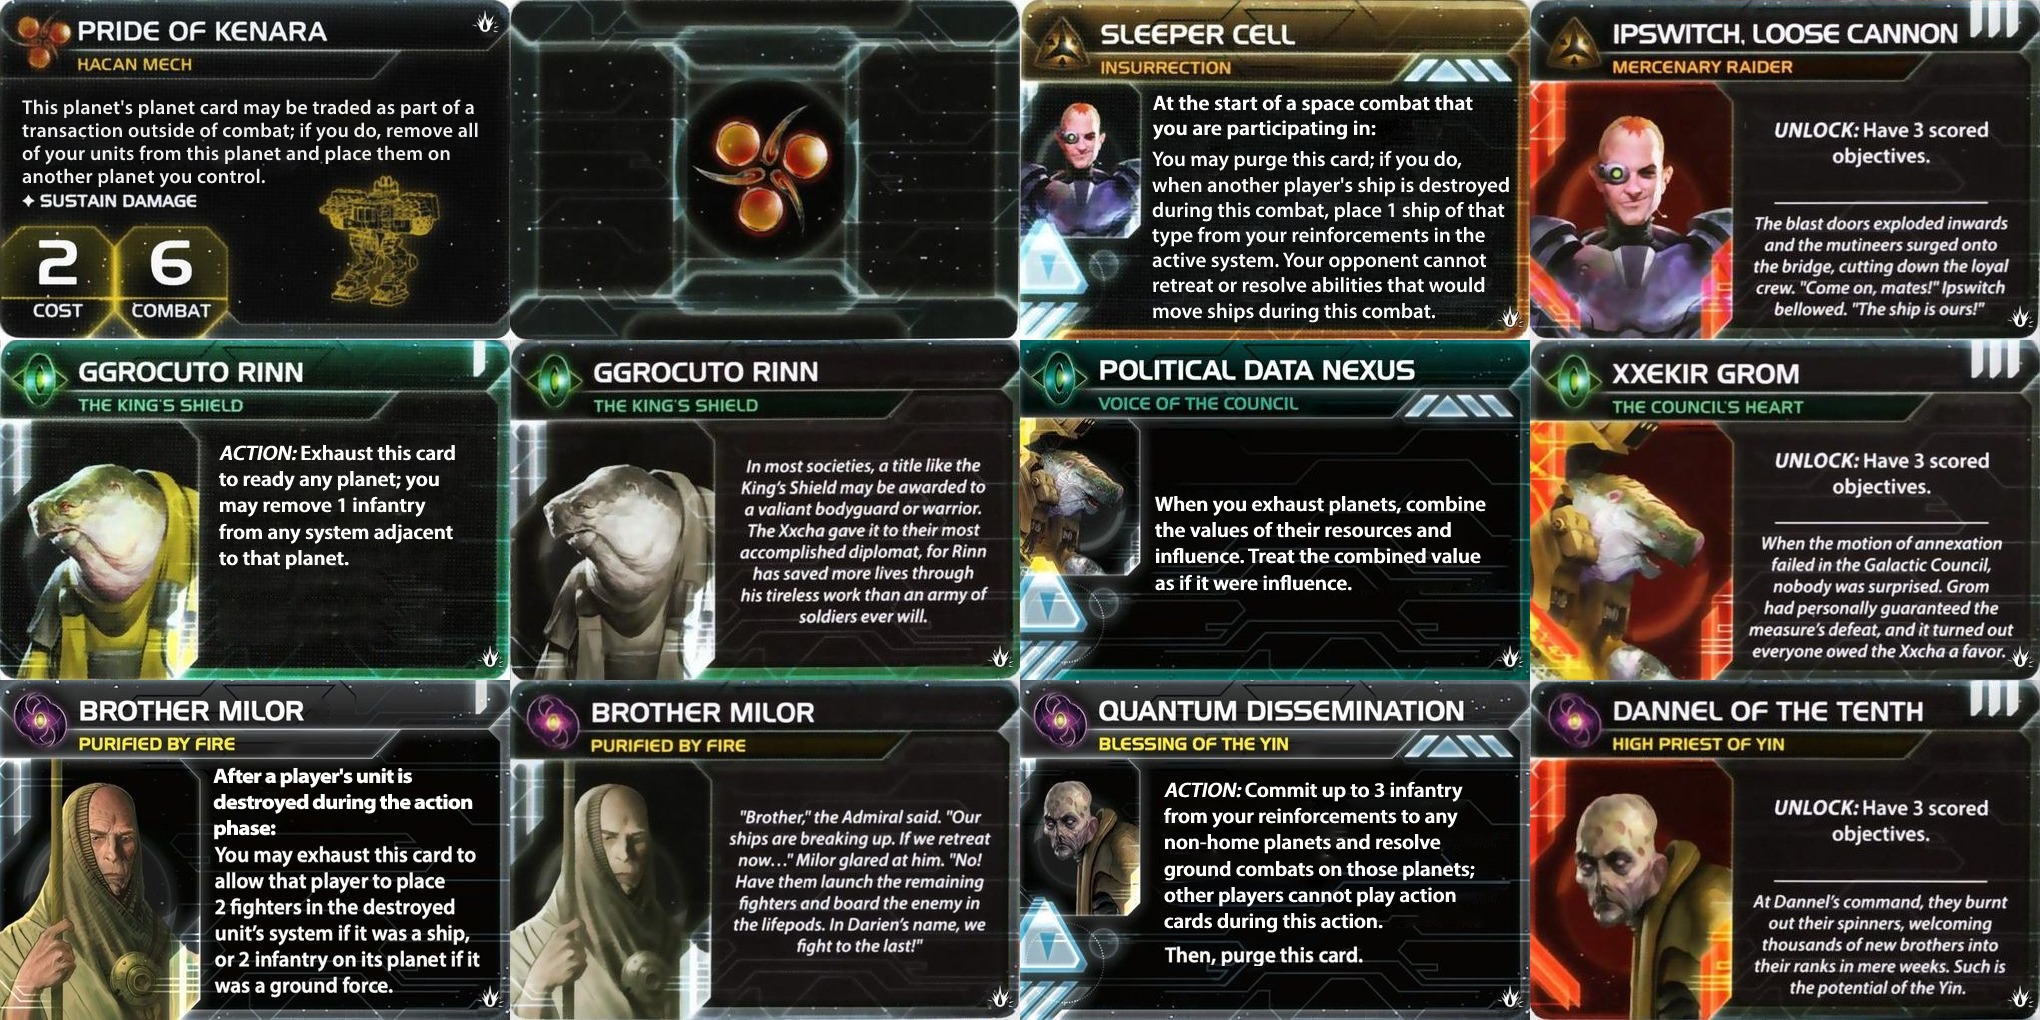 PRIDE OF KENARA
HACAN MECH
This planet's planet card may be traded as part of a
transaction outside of combat; if you do, remove all
of your units from this planet and place them on
another planet you control.
✦ SUSTAIN DAMAGE
2
COST
6
COMBAT
SLEEPER CELL
INSURRECTION
At the start of a space combat that
you are participating in:
You may purge this card; if you do,
when another player's ship is destroyed
during this combat, place 1 ship of that
type from your reinforcements in the
active system. Your opponent cannot
retreat or resolve abilities that would
move ships during this combat.
IPSWITCH, LOOSE CANNON
MERCENARY RAIDER
UNLOCK: Have 3 scored
objectives.
The blast doors exploded inwards
and the mutineers surged onto
the bridge, cutting down the loyal
crew. "Come on, mates!" Ipswitch
bellowed. "The ship is ours!"
GGROCUTO RINN
THE KING'S SHIELD
ACTION: Exhaust this card
to ready any planet; you
may remove 1 infantry
from any system adjacent
to that planet.
GGROCUTO RINN
THE KING'S SHIELD
In most societies, a title like the
King's Shield may be awarded to
a valiant bodyguard or warrior.
The Xxcha gave it to their most
accomplished diplomat, for Rinn
has saved more lives through
his tireless work than an army of
soldiers ever will.
POLITICAL DATA NEXUS
VOICE OF THE COUNCIL
When you exhaust planets, combine
the values of their resources and
influence. Treat the combined value
as if it were influence.
XXEKIR GROM
THE COUNCIL'S HEART
UNLOCK: Have 3 scored
objectives.
When the motion of annexation
failed in the Galactic Council,
nobody was surprised. Grom
had personally guaranteed the
measure's defeat, and it turned out
everyone owed the Xxcha a favor.
BROTHER MILOR
PURIFIED BY FIRE
After a player's unit is
destroyed during the action
phase:
You may exhaust this card to
allow that player to place
2 fighters in the destroyed
unit's system if it was a ship,
or 2 infantry on its planet if it
was a ground force.
BROTHER MILOR
PURIFIED BY FIRE
"Brother," the Admiral said. "Our
ships are breaking up. If we retreat
now…" Milor glared at him. "No!
Have them launch the remaining
fighters and board the enemy in
the lifepods. In Darien's name, we
fight to the last!"
QUANTUM DISSEMINATION
BLESSING OF THE YIN
ACTION: Commit up to 3 infantry
from your reinforcements to any
non-home planets and resolve
ground combats on those planets;
other players cannot play action
cards during this action.
Then, purge this card.
DANNEL OF THE TENTH
HIGH PRIEST OF YIN
UNLOCK: Have 3 scored
objectives.
At Dannel's command, they burnt
out their spinners, welcoming
thousands of new brothers into
their ranks in mere weeks. Such is
the potential of the Yin.